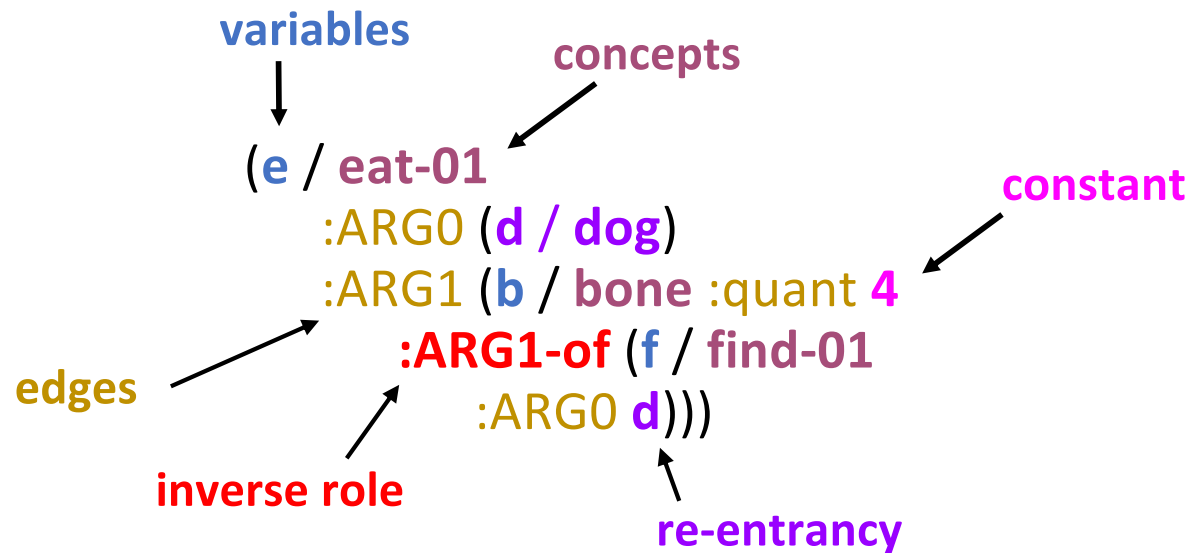 variables
concepts
(e / eat-01
constant
:ARG0 (d / dog)
:ARG1 (b / bone :quant 4
:ARG1-of (f / find-01
edges
:ARG0 d)))
inverse role
re-entrancy